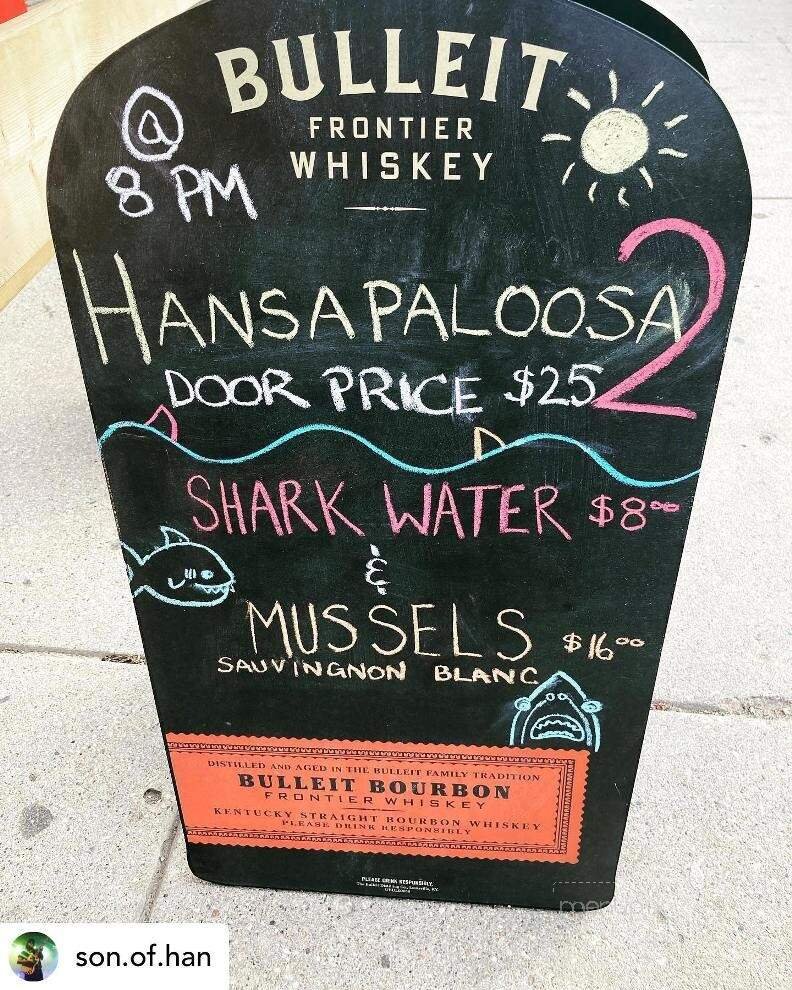 BULLEIT
FRONTIER
WHISKEY
@
8 PM
HANSAPALOOSA 2
DOOR PRICE $25
SHARK WATER $8⁰⁰
&
MUSSELS $16⁰⁰
SAUVINGNON BLANC
DISTILLED AND AGED IN THE BULLEIT FAMILY TRADITION
BULLEIT BOURBON
FRONTIER WHISKEY
KENTUCKY STRAIGHT BOURBON WHISKEY
PLEASE DRINK RESPONSIBLY
PLEASE DRINK RESPONSIBLY.
son.of.han